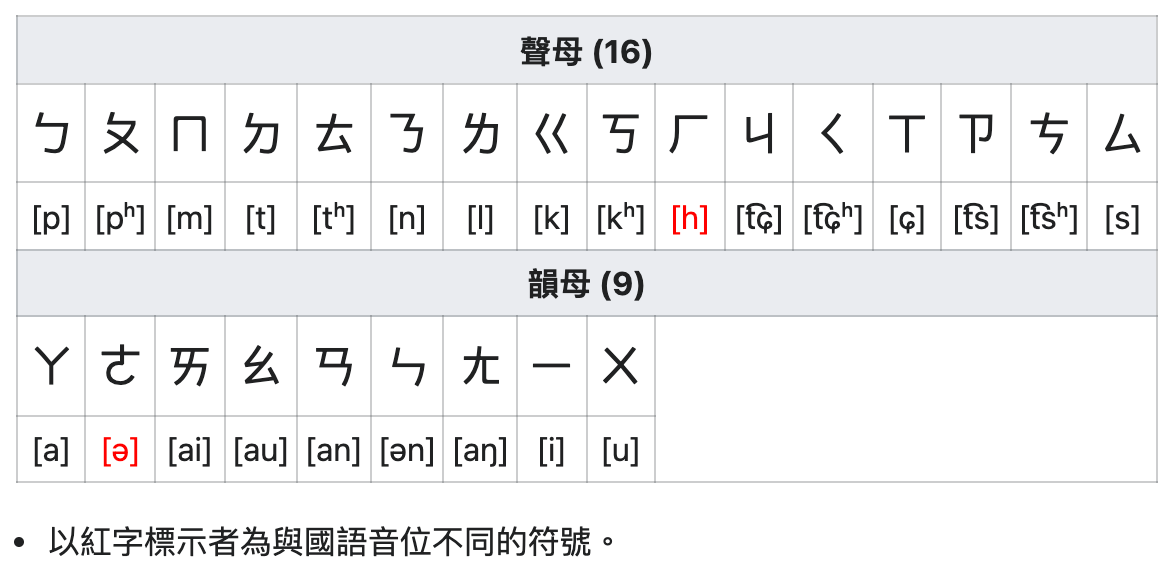 聲母 (16)
ㄅ ㄆ ㄇ ㄉ ㄊ ㄋ ㄌ ㄍ ㄎ ㄏ ㄐ ㄑ ㄒ ㄗ ㄘ ㄙ
[p] [pʰ] [m] [t] [tʰ] [n] [l] [k] [kʰ] [h] [t͡ɕ] [t͡ɕʰ] [ɕ] [t͡s] [t͡sʰ] [s]
韻母 (9)
ㄚ ㄜ ㄞ ㄠ ㄢ ㄣ ㄤ ㄧ ㄨ
[a] [ə] [ai] [au] [an] [ən] [aŋ] [i] [u]
• 以紅字標示者為與國語音位不同的符號。